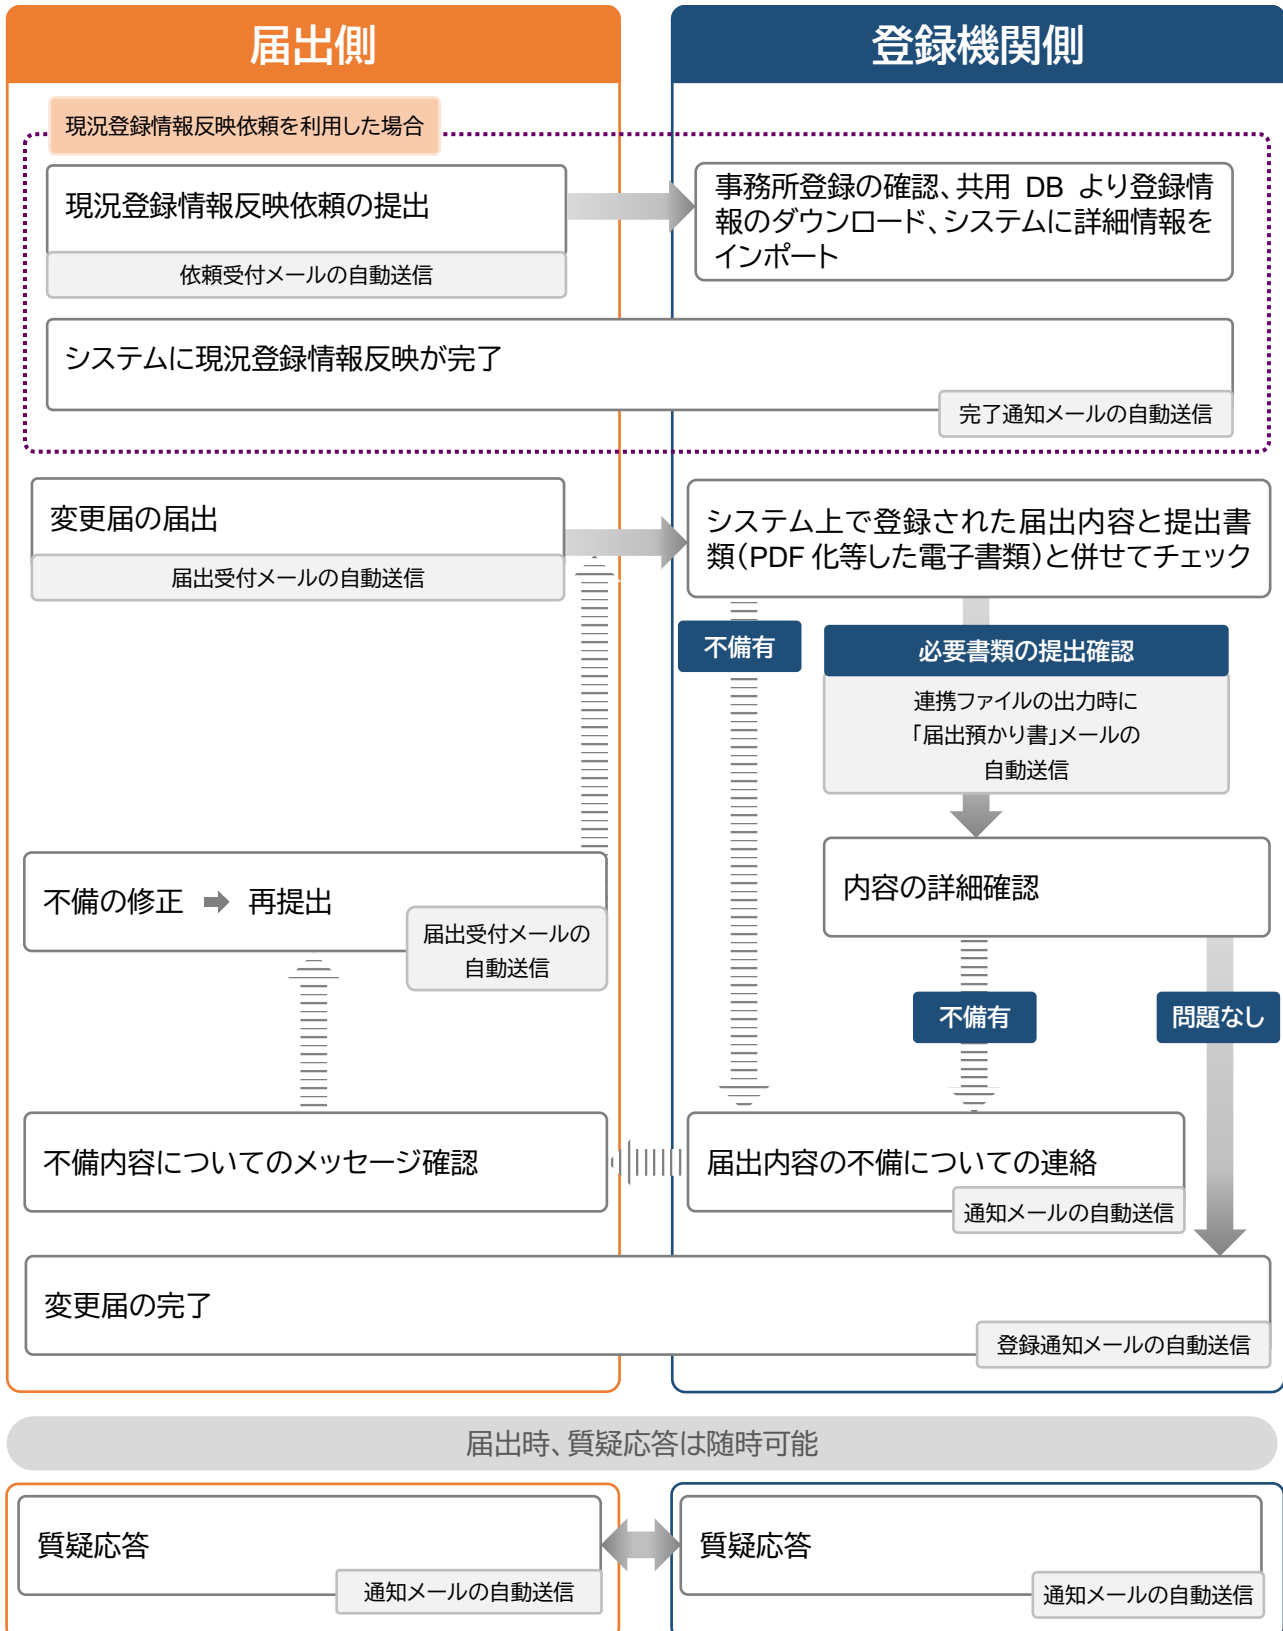 届出側
登録機関側
現況登録情報反映依頼を利用した場合
現況登録情報反映依頼の提出
依頼受付メールの自動送信
事務所登録の確認、共用 DB より登録情
報のダウンロード、システムに詳細情報を
インポート
システムに現況登録情報反映が完了
完了通知メールの自動送信
変更届の届出
届出受付メールの自動送信
システム上で登録された届出内容と提出書
類(PDF 化等した電子書類)と併せてチェック
不備有
必要書類の提出確認
連携ファイルの出力時に
「届出預かり書」メールの
自動送信
不備の修正 ➡ 再提出
届出受付メールの
自動送信
内容の詳細確認
不備有
問題なし
不備内容についてのメッセージ確認
届出内容の不備についての連絡
通知メールの自動送信
変更届の完了
登録通知メールの自動送信
届出時、質疑応答は随時可能
質疑応答
通知メールの自動送信
質疑応答
通知メールの自動送信